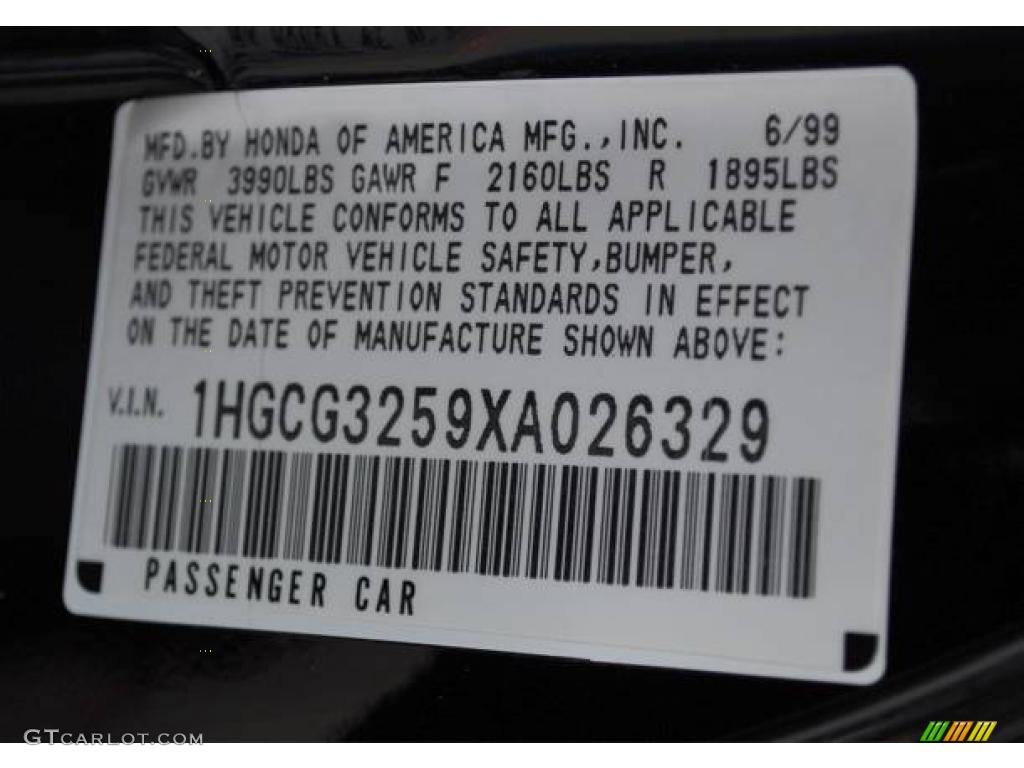 MFD.BY HONDA OF AMERICA MFG.,INC. 6/99
GVWR 3990LBS GAWR F 2160LBS R 1895LBS
THIS VEHICLE CONFORMS TO ALL APPLICABLE
FEDERAL MOTOR VEHICLE SAFETY,BUMPER,
AND THEFT PREVENTION STANDARDS IN EFFECT
ON THE DATE OF MANUFACTURE SHOWN ABOVE:
V.I.N. 1HGCG3259XA026329
PASSENGER CAR
GTCARLOT.COM